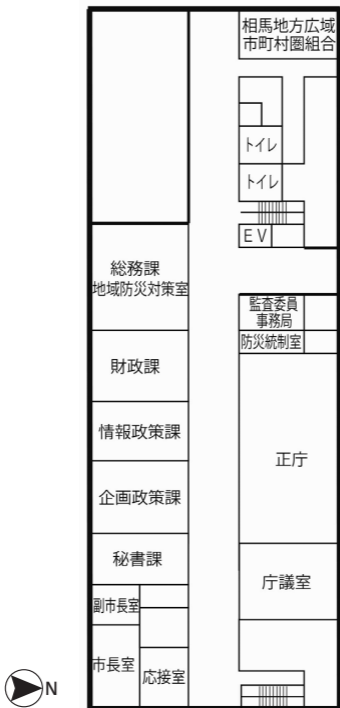 相馬地方広域
市町村圏組合
トイレ
トイレ
EV
総務課
地域防災対策室
監査委員
事務局
防災統制室
財政課
情報政策課
正庁
企画政策課
秘書課
庁議室
副市長室
市長室
応接室
N